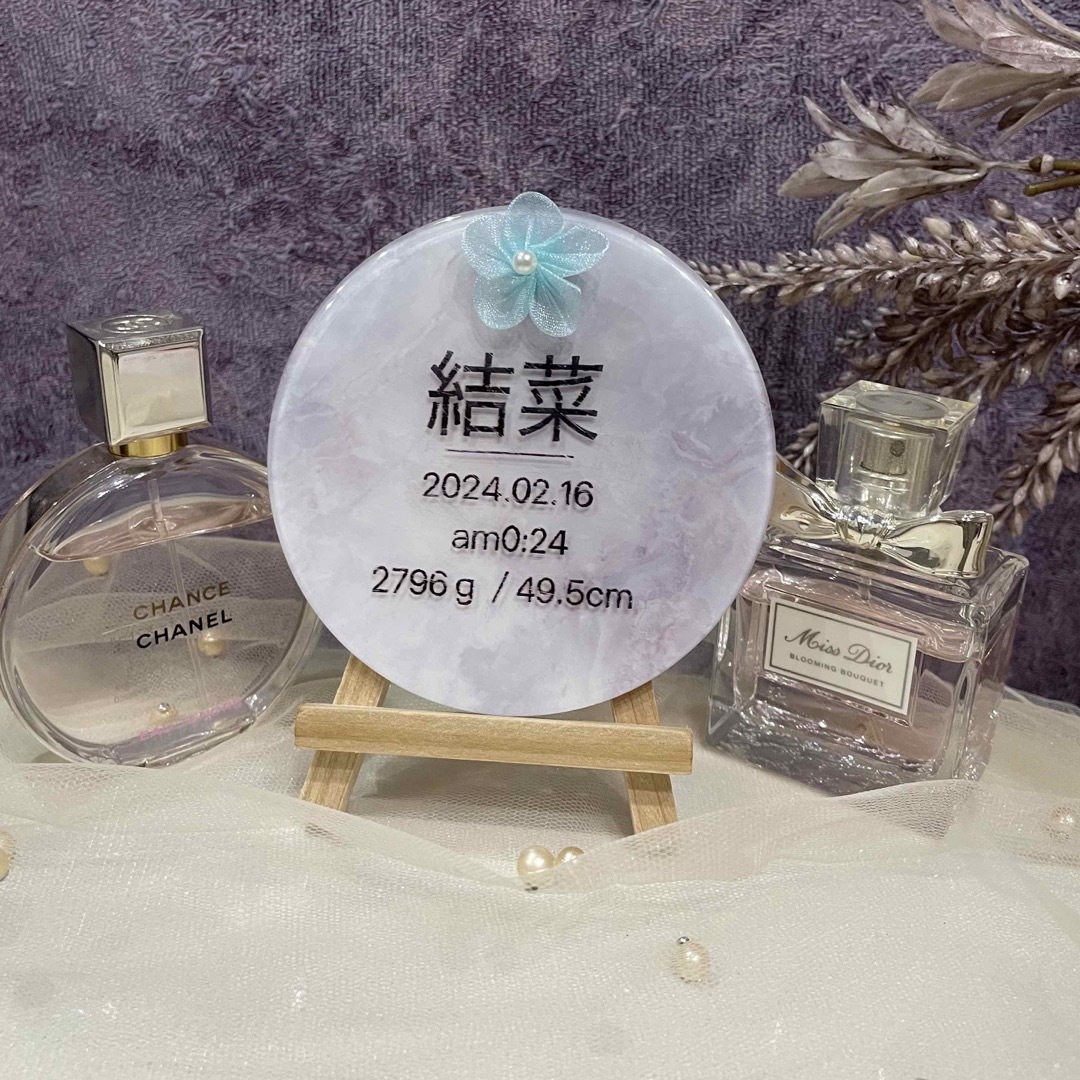 結菜
2024.02.16
am0:24
2796g / 49.5cm
CHANCE
CHANEL
Miss Dior
BLOOMING BOUQUET